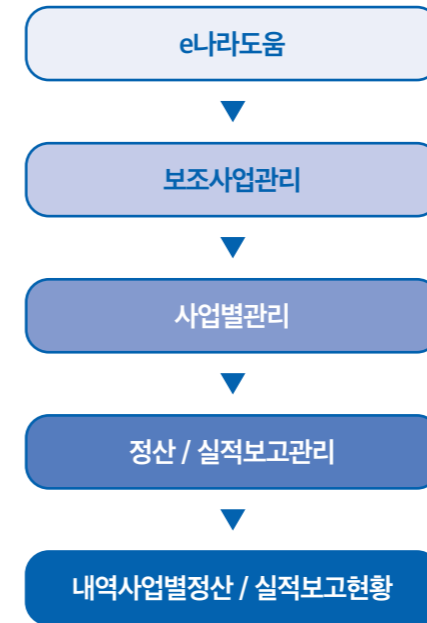 e나라도움
보조사업관리
사업별관리
정산 / 실적보고관리
내역사업별정산 / 실적보고현황